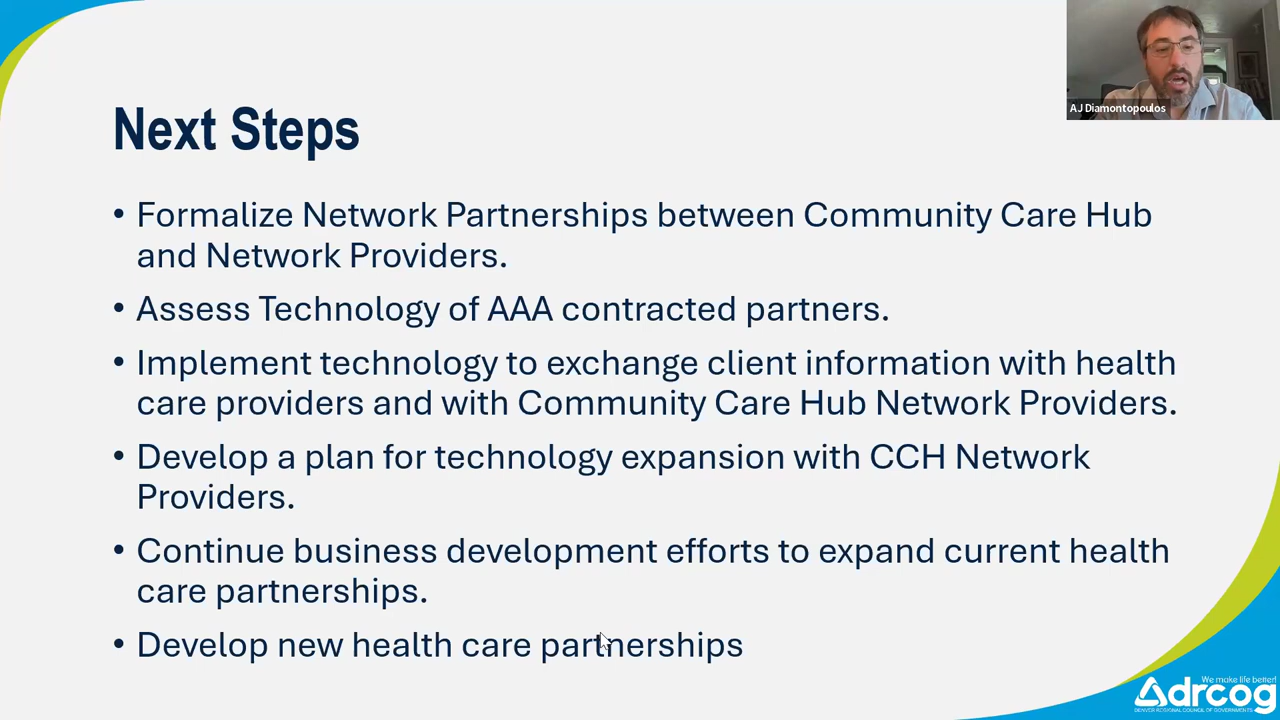 AJ Diamontopoulos
Next Steps
• Formalize Network Partnerships between Community Care Hub
and Network Providers.
• Assess Technology of AAA contracted partners.
• Implement technology to exchange client information with health
care providers and with Community Care Hub Network Providers.
• Develop a plan for technology expansion with CCH Network
Providers.
• Continue business development efforts to expand current health
care partnerships.
• Develop new health care partnerships
We make life better!
drcog
DENVER REGIONAL COUNCIL OF GOVERNMENTS